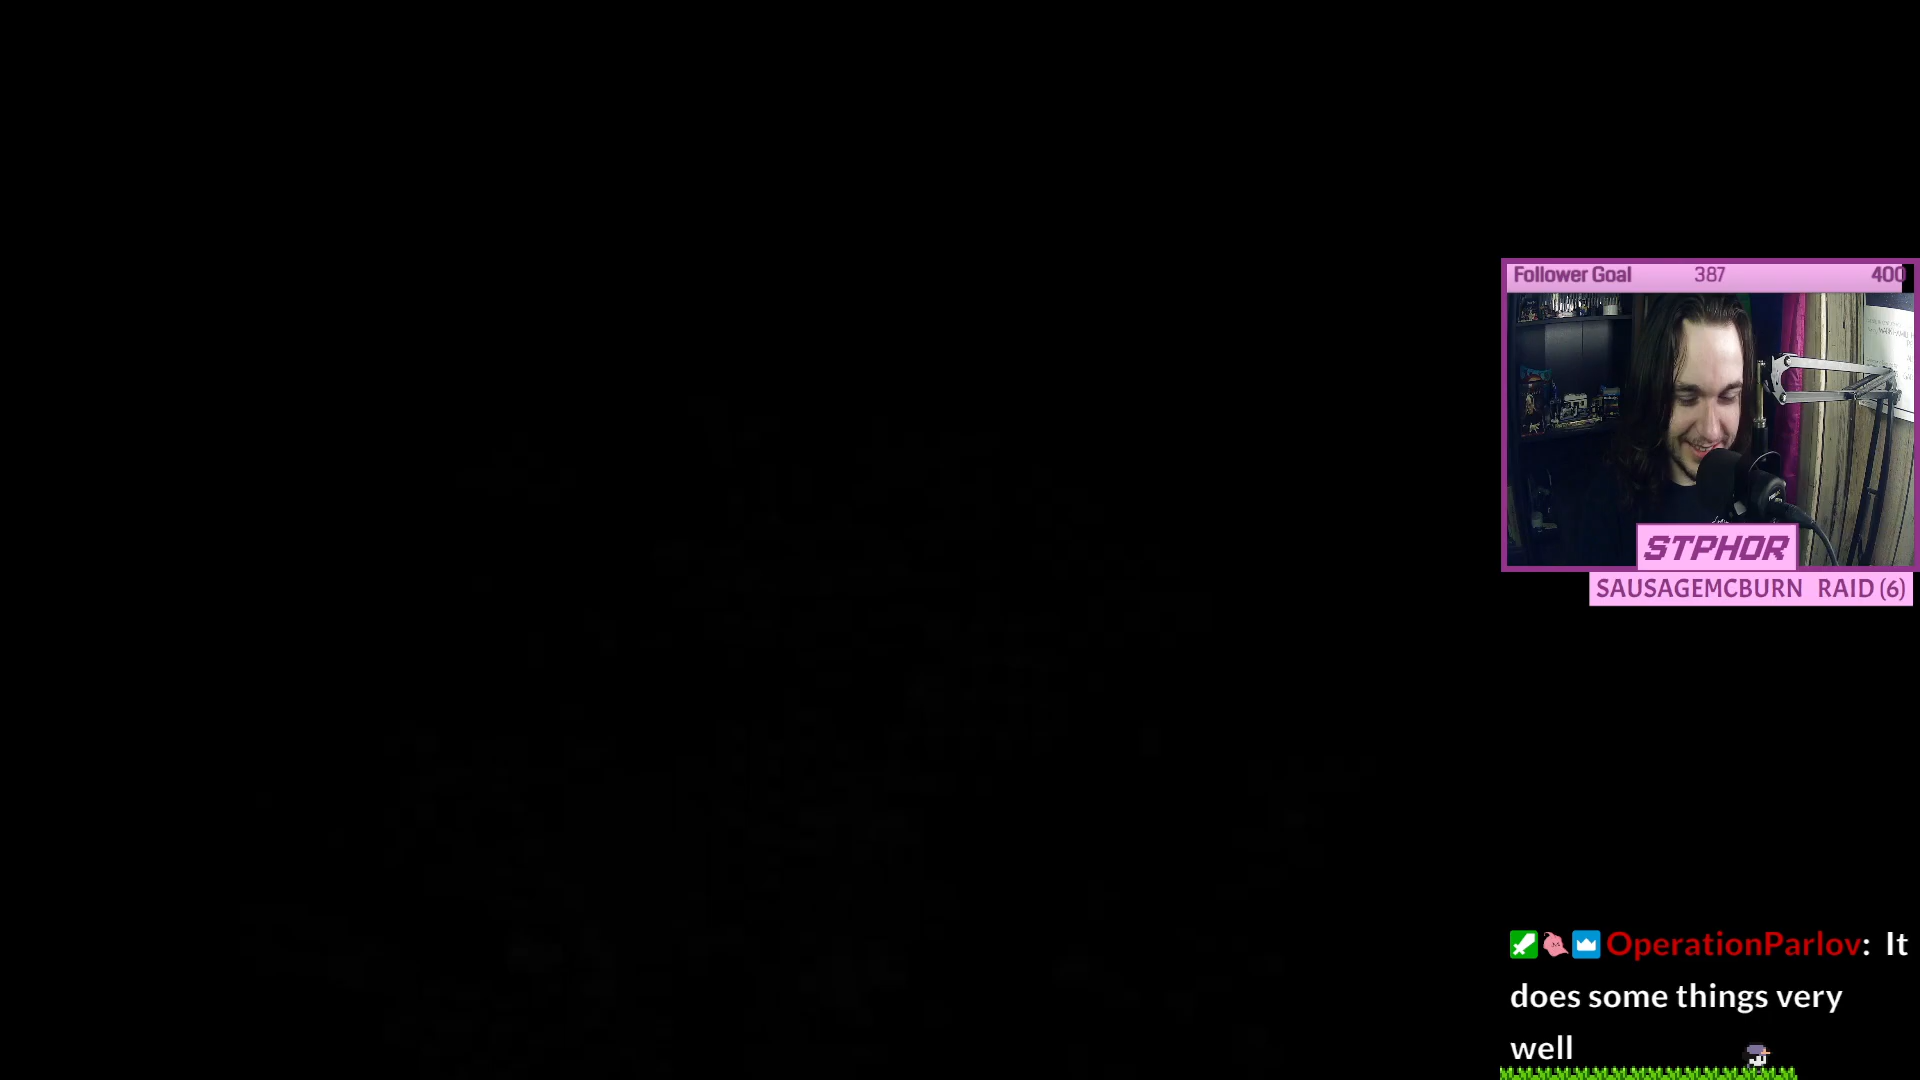 Follower Goal 387 400
STPHOR
SAUSAGEMCBURN RAID (6)
OperationParlov: It
does some things very
well